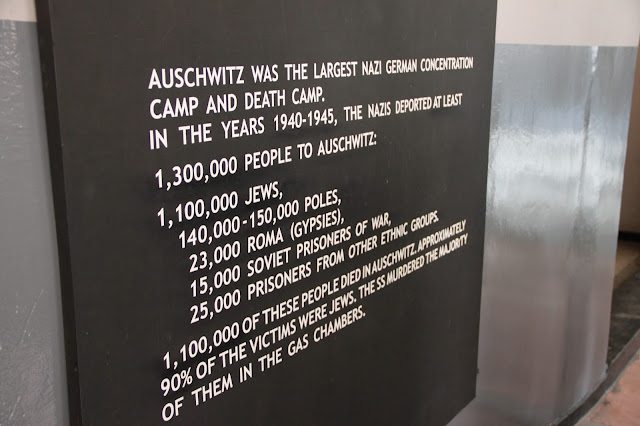 AUSCHWITZ WAS THE LARGEST NAZI GERMAN CONCENTRATION
CAMP AND DEATH CAMP.
IN THE YEARS 1940-1945, THE NAZIS DEPORTED AT LEAST
1,300,000 PEOPLE TO AUSCHWITZ:
1,100,000 JEWS,
140,000-150,000 POLES,
23,000 ROMA (GYPSIES),
15,000 SOVIET PRISONERS OF WAR,
25,000 PRISONERS FROM OTHER ETHNIC GROUPS.
1,100,000 OF THESE PEOPLE DIED IN AUSCHWITZ. APPROXIMATELY
90% OF THE VICTIMS WERE JEWS. THE SS MURDERED THE MAJORITY
OF THEM IN THE GAS CHAMBERS.